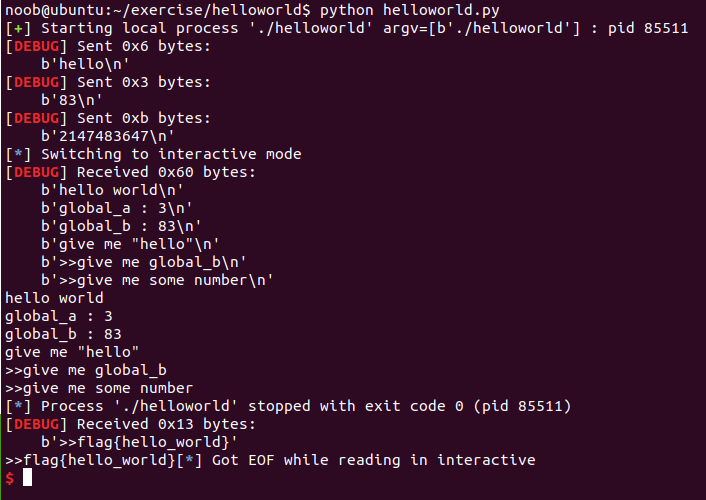 noob@ubuntu:~/exercise/helloworld$ python helloworld.py
[+] Starting local process './helloworld' argv=[b'./helloworld'] : pid 85511
[DEBUG] Sent 0x6 bytes:
    b'hello\n'
[DEBUG] Sent 0x3 bytes:
    b'83\n'
[DEBUG] Sent 0xb bytes:
    b'2147483647\n'
[*] Switching to interactive mode
[DEBUG] Received 0x60 bytes:
    b'hello world\n'
    b'global_a : 3\n'
    b'global_b : 83\n'
    b'give me "hello"\n'
    b'>>give me global_b\n'
    b'>>give me some number\n'
hello world
global_a : 3
global_b : 83
give me "hello"
>>give me global_b
>>give me some number
[*] Process './helloworld' stopped with exit code 0 (pid 85511)
[DEBUG] Received 0x13 bytes:
    b'>>flag{hello_world}'
>>flag{hello_world}[*] Got EOF while reading in interactive
$